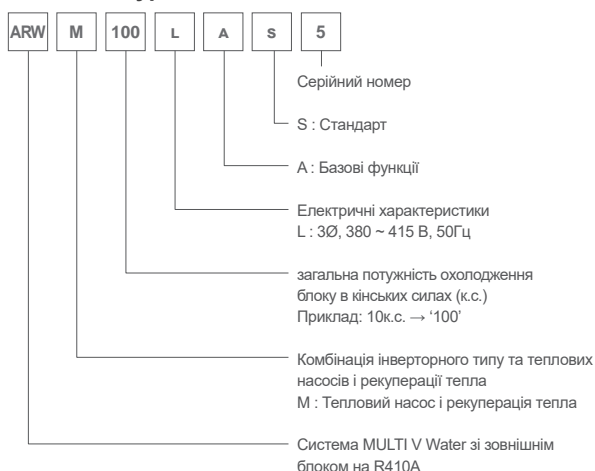 ARW M 100 L A S 5
Серійний номер
S : Стандарт
A : Базові функції
Електричні характеристики
L : 3Ø, 380 ~ 415 В, 50Гц
загальна потужність охолодження
блоку в кінських силах (к.с.)
Приклад: 10к.с. → ‘100’
Комбінація інверторного типу та теплових
насосів і рекуперації тепла
M : Тепловий насос і рекуперація тепла
Система MULTI V Water зі зовнішнім
блоком на R410A